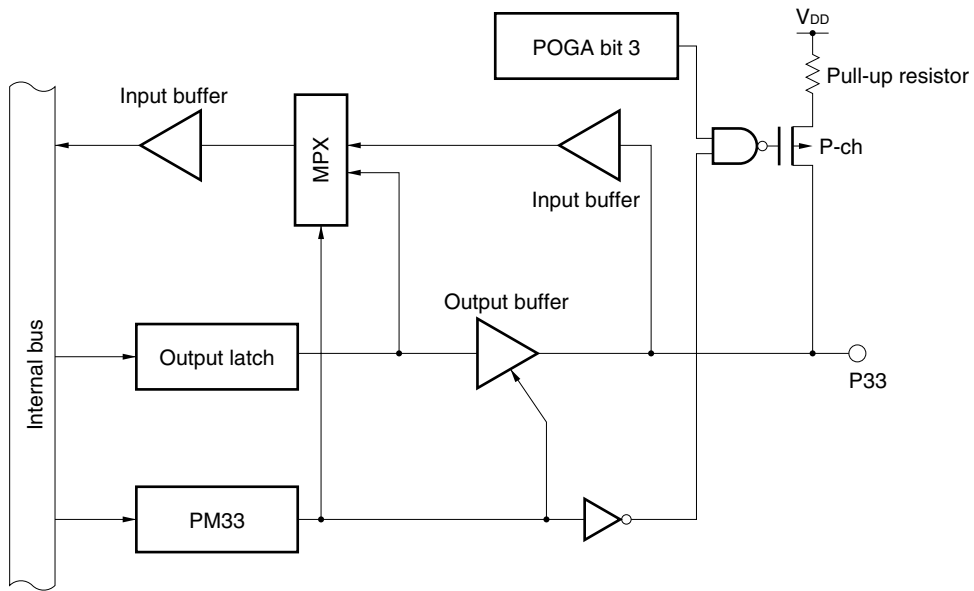 POGA bit 3
VDD
Pull-up resistor
P-ch
Input buffer
MPX
Input buffer
Output buffer
Internal bus
Output latch
P33
PM33